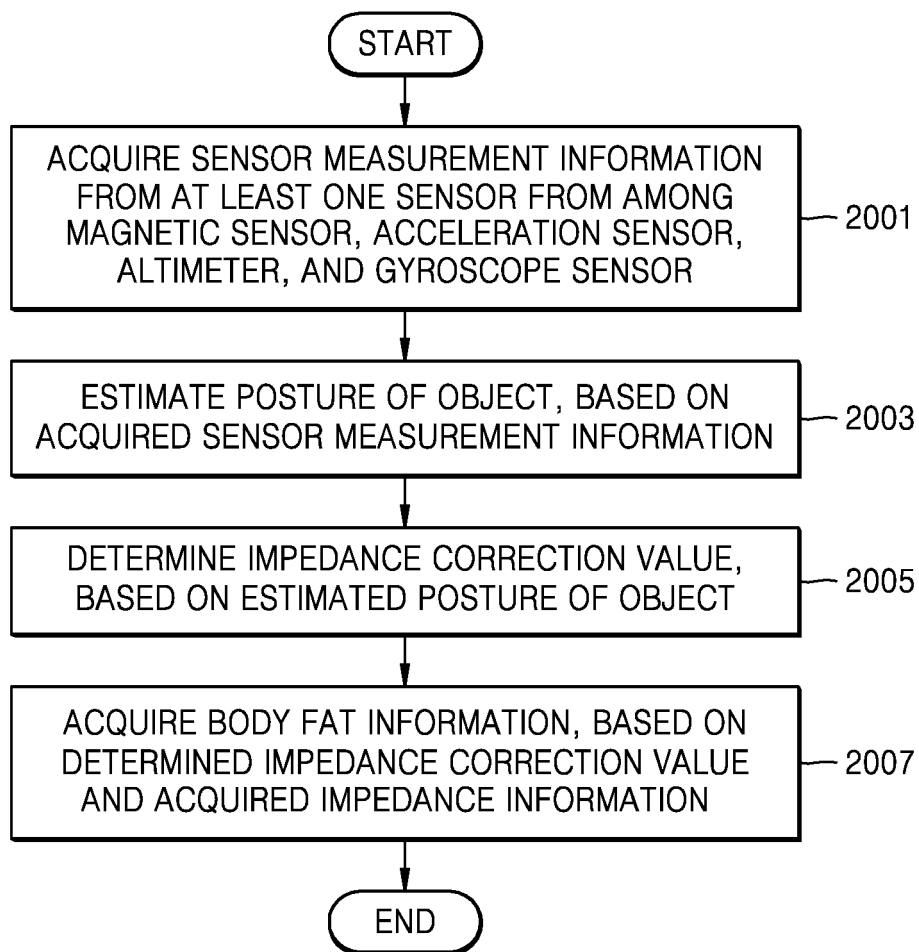 START
ACQUIRE SENSOR MEASUREMENT INFORMATION
FROM AT LEAST ONE SENSOR FROM AMONG
MAGNETIC SENSOR, ACCELERATION SENSOR,
ALTIMETER, AND GYROSCOPE SENSOR
2001
ESTIMATE POSTURE OF OBJECT, BASED ON
ACQUIRED SENSOR MEASUREMENT INFORMATION
2003
DETERMINE IMPEDANCE CORRECTION VALUE,
BASED ON ESTIMATED POSTURE OF OBJECT
2005
ACQUIRE BODY FAT INFORMATION, BASED ON
DETERMINED IMPEDANCE CORRECTION VALUE
AND ACQUIRED IMPEDANCE INFORMATION
2007
END